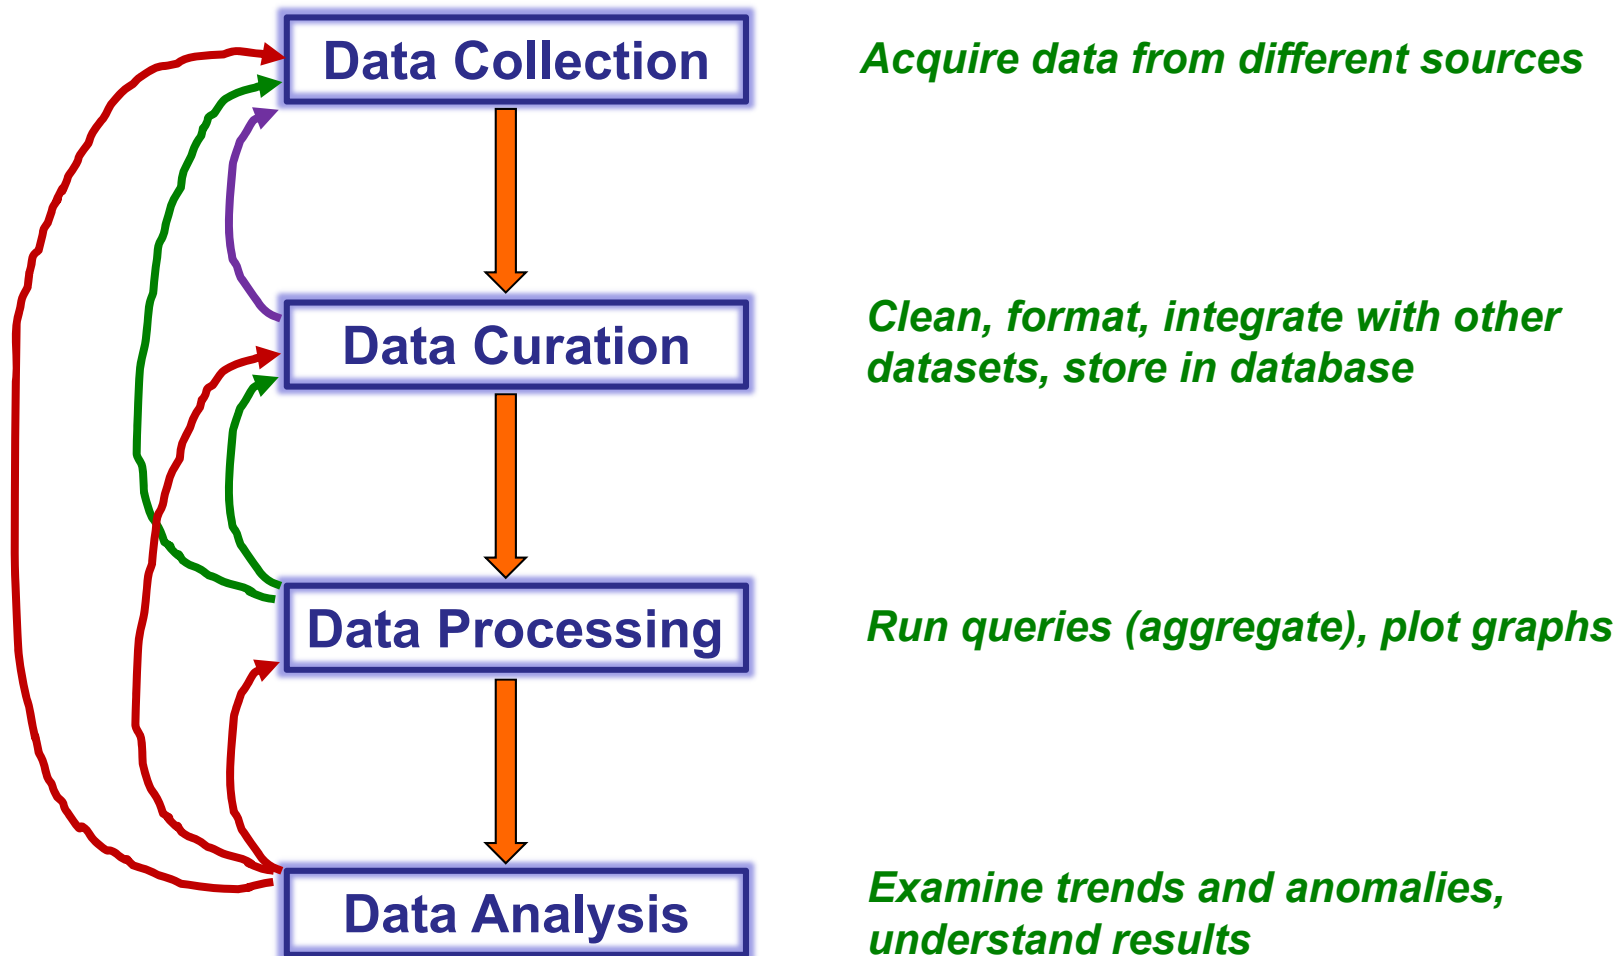 Data Collection
Acquire data from different sources
Data Curation
Clean, format, integrate with other
datasets, store in database
Data Processing
Run queries (aggregate), plot graphs
Data Analysis
Examine trends and anomalies,
understand results